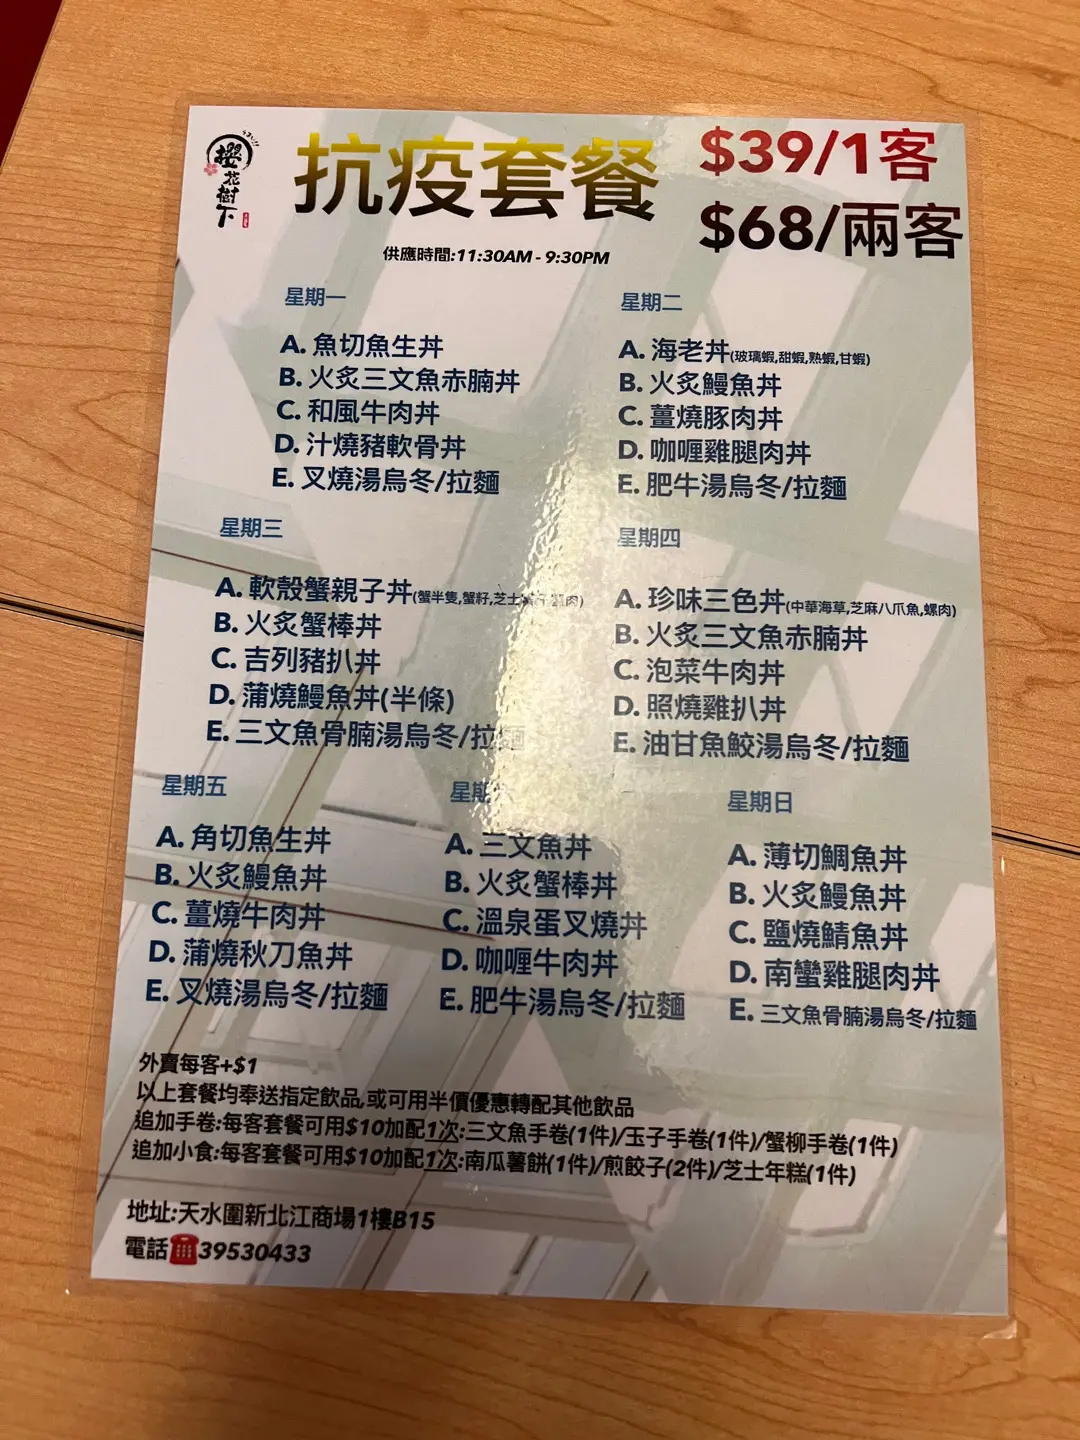 櫻花樹下
抗疫套餐
$39/1客
$68/兩客
供應時間:11:30AM - 9:30PM
星期一
A. 魚切魚生丼
B. 火炙三文魚赤腩丼
C. 和風牛肉丼
D. 汁燒豬軟骨丼
E. 叉燒湯烏冬/拉麵
星期二
A. 海老丼(玻璃蝦,甜蝦,熟蝦,甘蝦)
B. 火炙鰻魚丼
C. 薑燒豚肉丼
D. 咖喱雞腿肉丼
E. 肥牛湯烏冬/拉麵
星期三
A. 軟殼蟹親子丼(蟹半隻,蟹籽,芝士
B. 火炙蟹棒丼
C. 吉列豬扒丼
D. 蒲燒鰻魚丼(半條)
E. 三文魚骨腩湯烏冬/拉麵
星期四
A. 珍味三色丼(中華海草,芝麻八爪魚,螺肉)
B. 火炙三文魚赤腩丼
C. 泡菜牛肉丼
D. 照燒雞扒丼
E. 油甘魚鮫湯烏冬/拉麵
星期五
A. 角切魚生丼
B. 火炙鰻魚丼
C. 薑燒牛肉丼
D. 蒲燒秋刀魚丼
E. 叉燒湯烏冬/拉麵
星期
A. 三文魚丼
B. 火炙蟹棒丼
C. 溫泉蛋叉燒丼
D. 咖喱牛肉丼
E. 肥牛湯烏冬/拉麵
星期日
A. 薄切鯛魚丼
B. 火炙鰻魚丼
C. 鹽燒鯖魚丼
D. 南蠻雞腿肉丼
E. 三文魚骨腩湯烏冬/拉麵
外賣每客+$1
以上套餐均奉送指定飲品,或可用半價優惠轉配其他飲品
追加手卷:每客套餐可用$10加配1次:三文魚手卷(1件)/玉子手卷(1件)/蟹柳手卷(1件)
追加小食:每客套餐可用$10加配1次:南瓜薯餅(1件)/煎餃子(2件)/芝士年糕(1件)
地址:天水圍新北江商場1樓B15
電話☎39530433